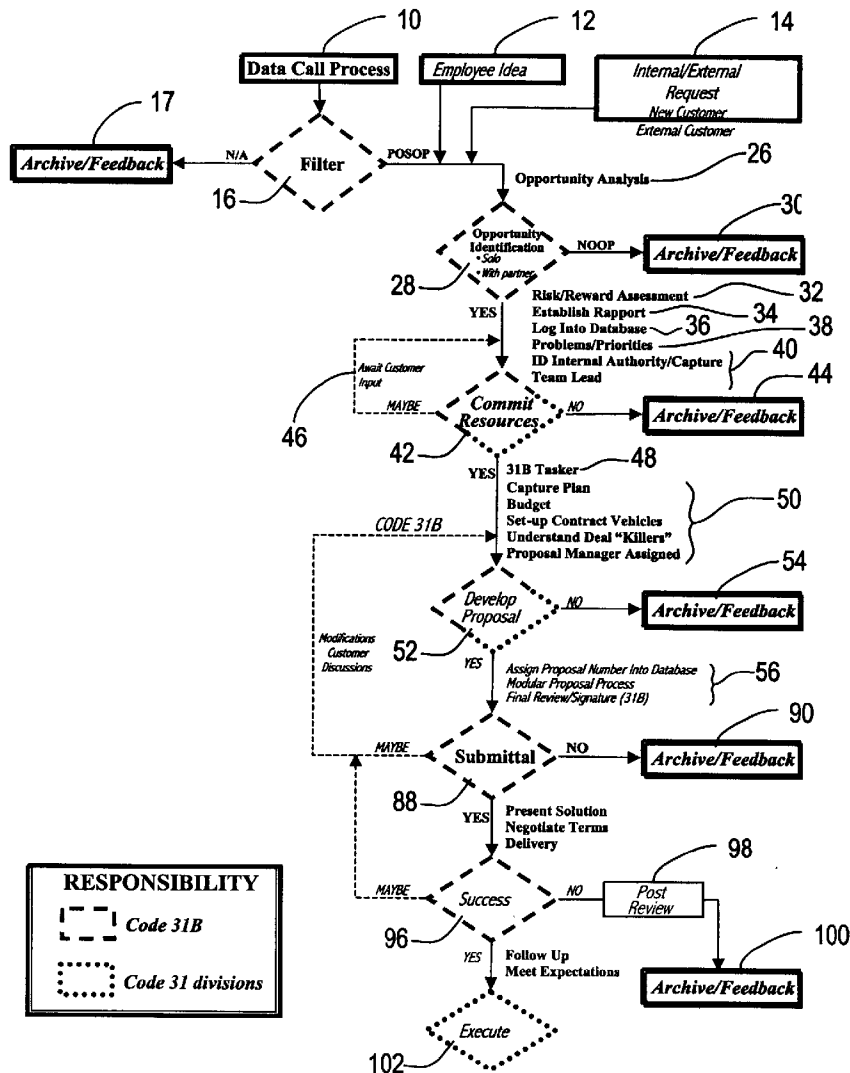 10
12
14
Data Call Process
Employee Idea
Internal/External
Request
New Customer
External Customer
17
Archive/Feedback
N/A
Filter
POSOP
16
26
Opportunity Analysis
30
Opportunity
Identification
• Solo
• With partner
28
NOOP
Archive/Feedback
YES
Risk/Reward Assessment
32
Establish Rapport
34
Log Into Database
36
38
Problems/Priorities
ID Internal Authority/Capture
Team Lead
40
44
Await Customer
Input
46
MAYBE
Commit
Resources
NO
Archive/Feedback
42
YES
31B Tasker
48
Capture Plan
Budget
Set-up Contract Vehicles
Understand Deal "Killers"
Proposal Manager Assigned
50
CODE 31B
54
Develop
Proposal
NO
Archive/Feedback
52
Modifications
Customer
Discussions
YES
Assign Proposal Number Into Database
Modular Proposal Process
Final Review/Signature (31B)
56
90
MAYBE
Submittal
NO
Archive/Feedback
88
YES
Present Solution
Negotiate Terms
Delivery
98
MAYBE
Success
NO
Post
Review
96
100
YES
Follow Up
Meet Expectations
Archive/Feedback
Execute
102
RESPONSIBILITY
Code 31B
Code 31 divisions